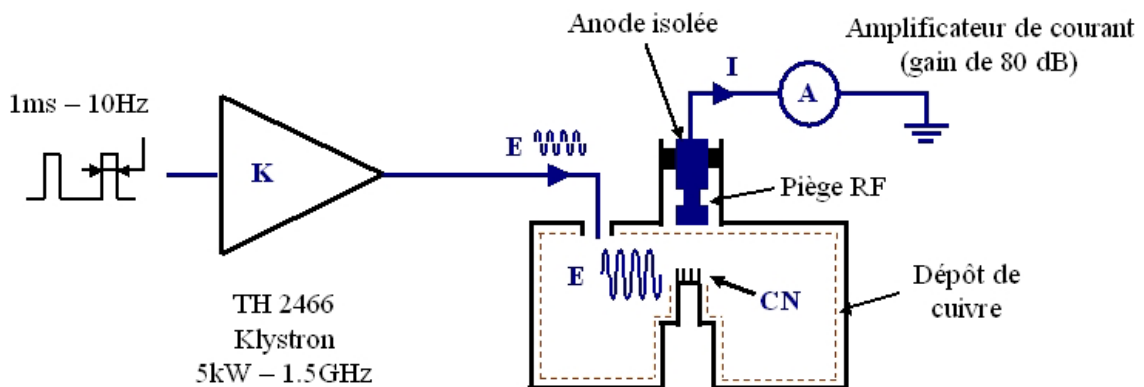 Anode isolée
Amplificateur de courant
(gain de 80 dB)
I
A
1ms – 10Hz
E
K
Piège RF
E
CN
Dépôt de
cuivre
TH 2466
Klystron
5kW – 1.5GHz